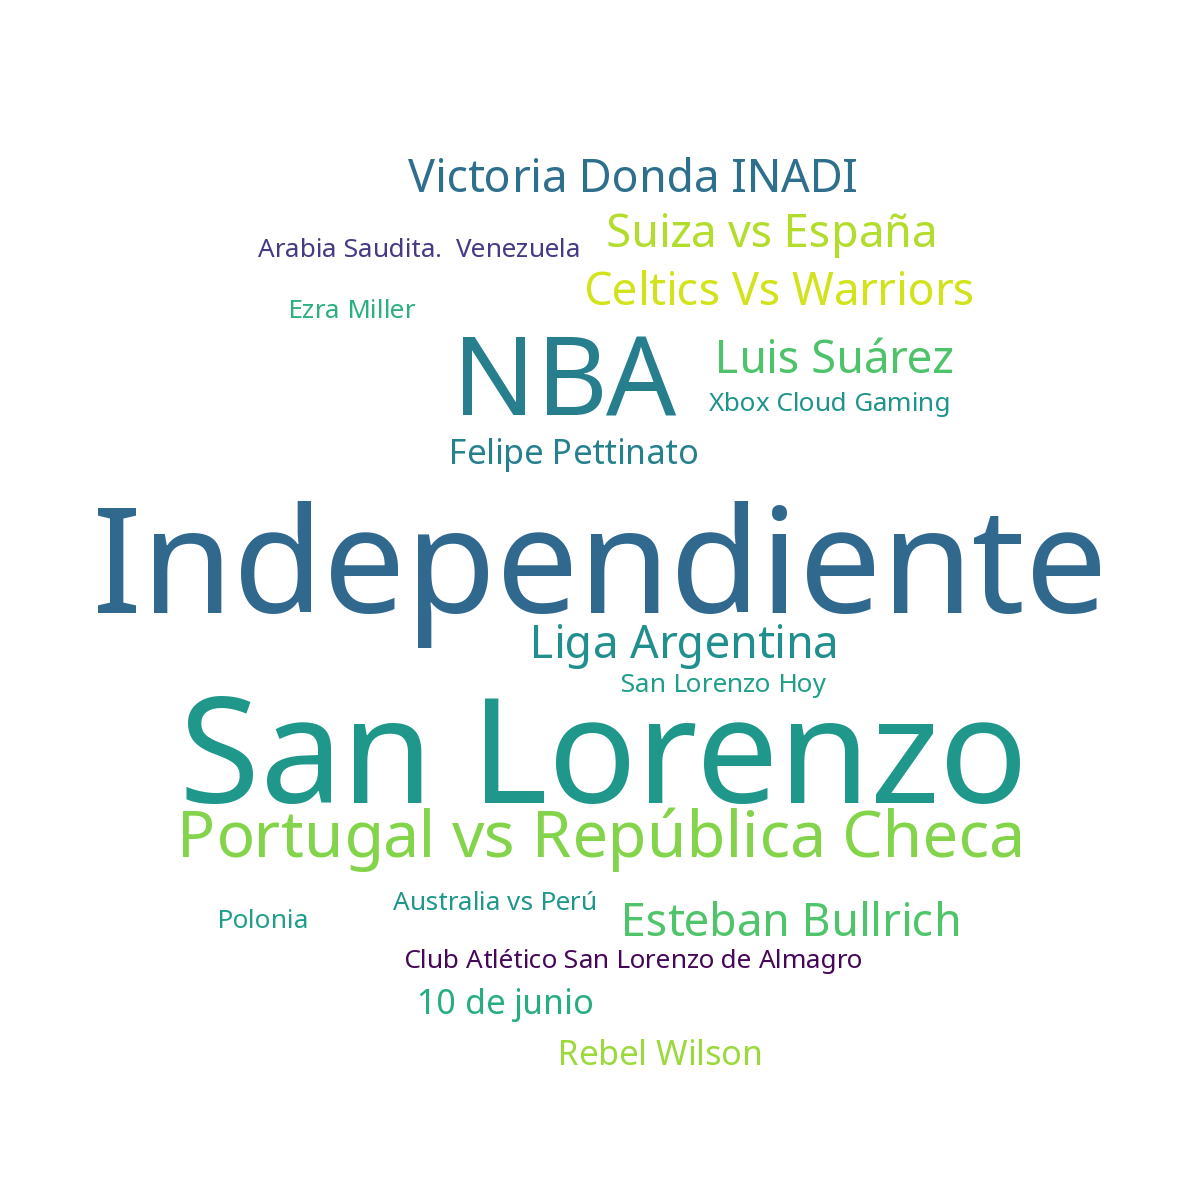 Victoria Donda INADI
Suiza vs España
Arabia Saudita.  Venezuela
Celtics Vs Warriors
Ezra Miller
NBA
Luis Suárez
Xbox Cloud Gaming
Felipe Pettinato
Independiente
Liga Argentina
San Lorenzo Hoy
San Lorenzo
Portugal vs República Checa
Australia vs Perú
Polonia
Esteban Bullrich
Club Atlético San Lorenzo de Almagro
10 de junio
Rebel Wilson